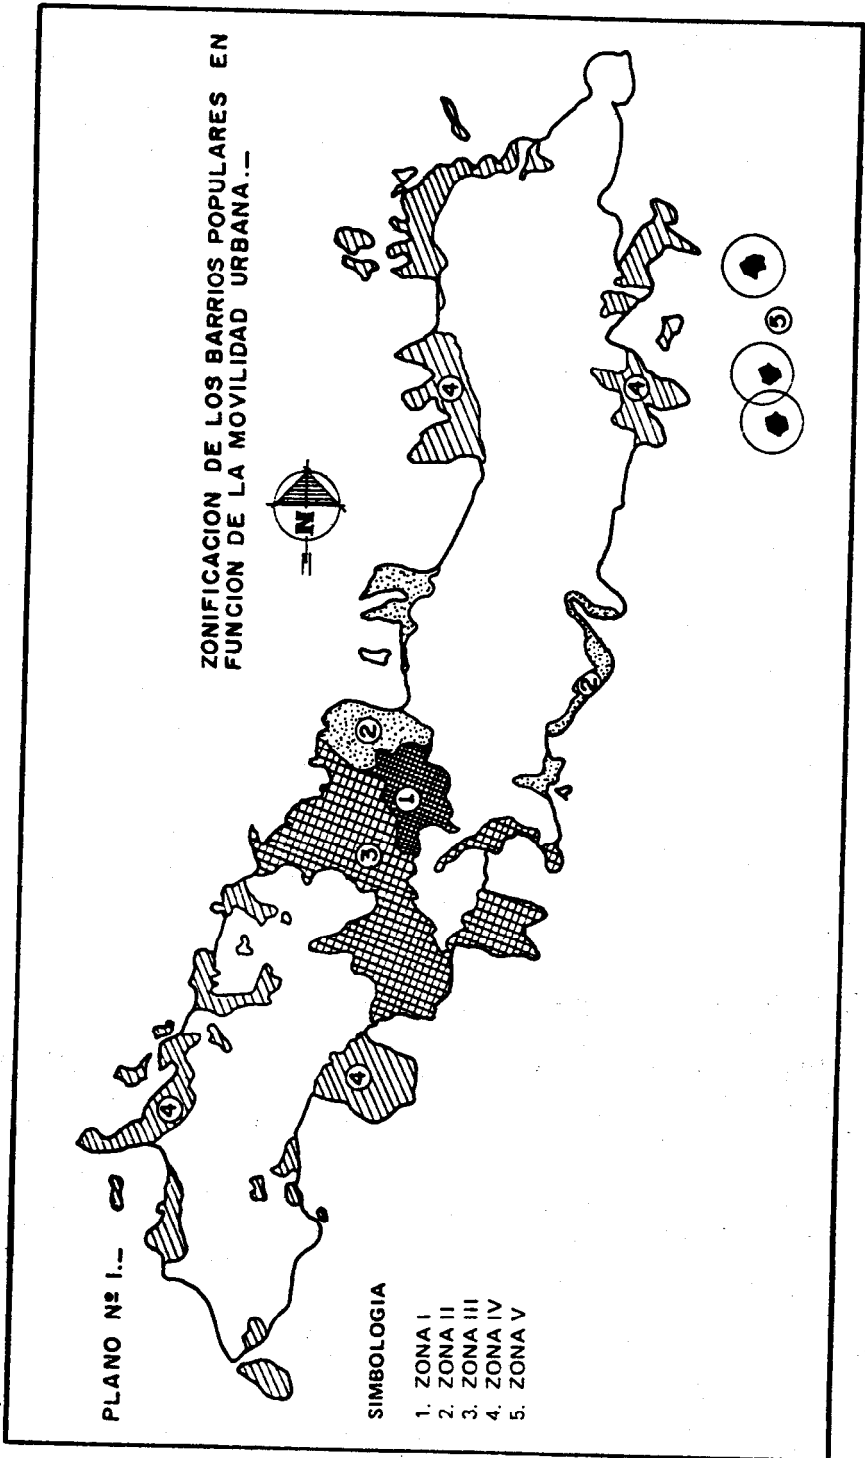 ZONIFICACION DE LOS BARRIOS POPULARES EN
FUNCION DE LA MOVILIDAD URBANA._
PLANO Nº I._
N
4
4
2
1
3
2
4
4
4
5
SIMBOLOGIA
1. ZONA I
2. ZONA II
3. ZONA III
4. ZONA IV
5. ZONA V